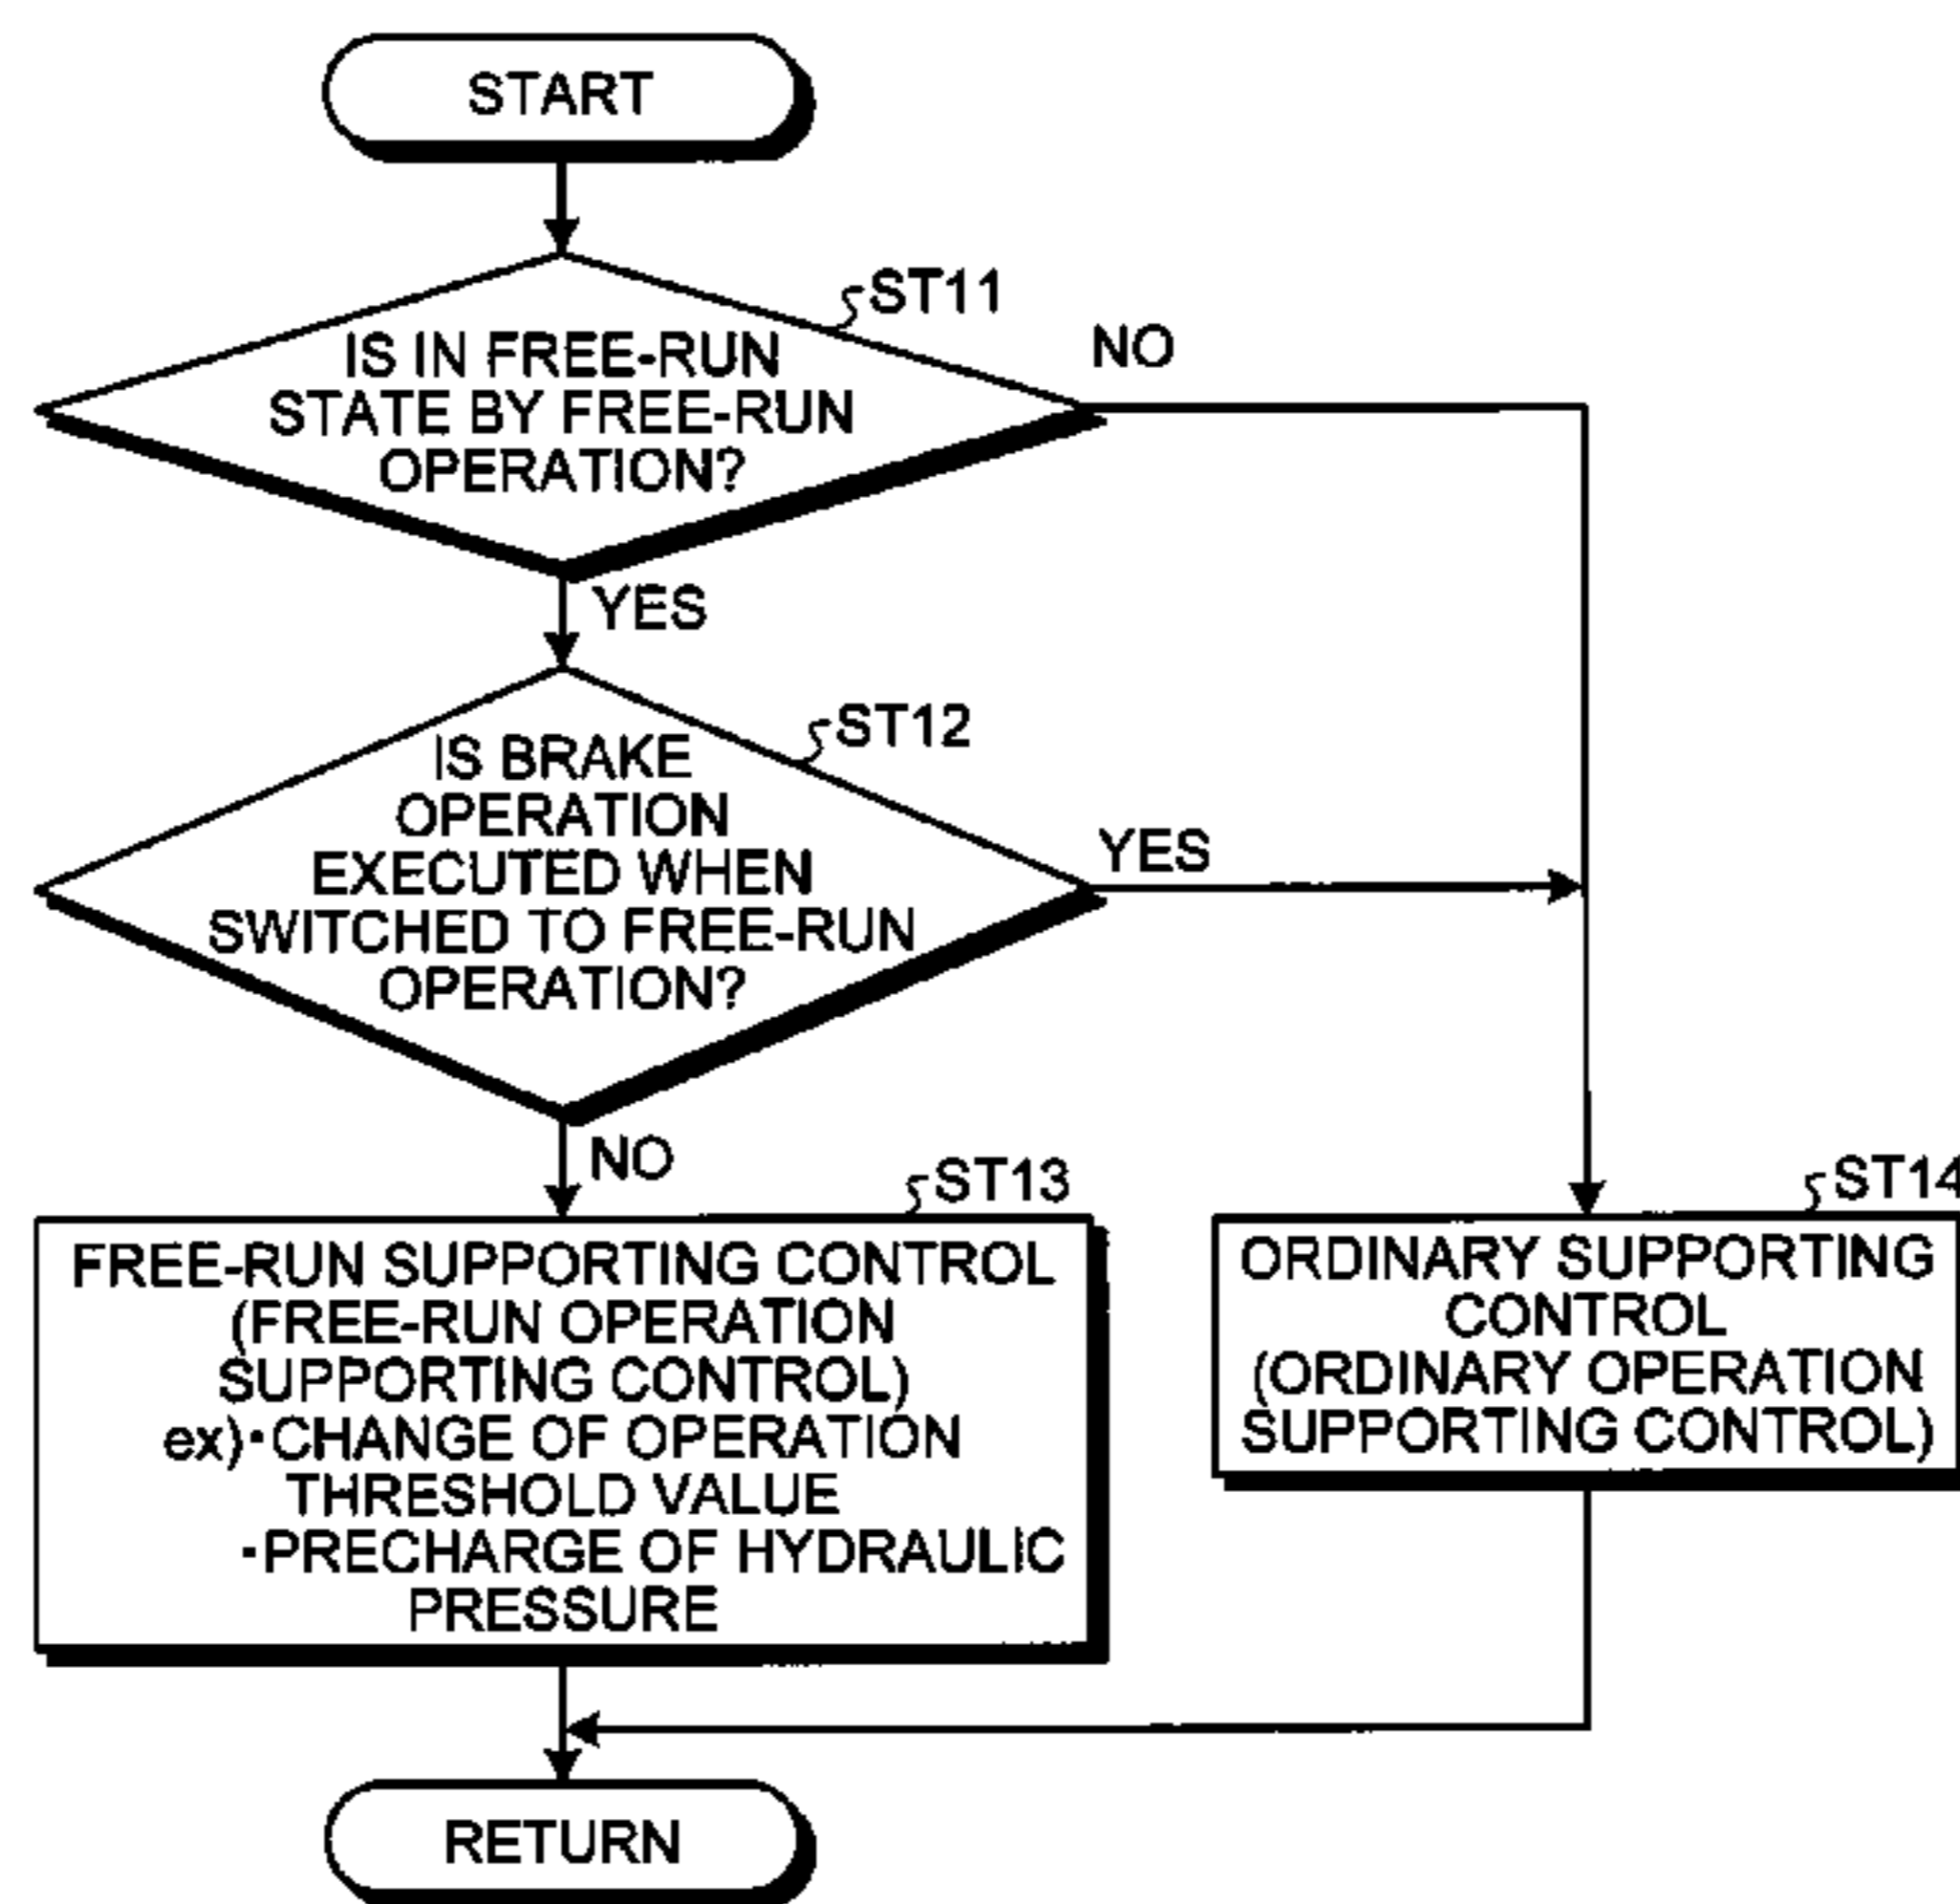 START
ST11
IS IN FREE-RUN
STATE BY FREE-RUN
OPERATION?
NO
YES
ST12
IS BRAKE
OPERATION
EXECUTED WHEN
SWITCHED TO FREE-RUN
OPERATION?
YES
NO
ST13
FREE-RUN SUPPORTING CONTROL
(FREE-RUN OPERATION
SUPPORTING CONTROL)
ex)・CHANGE OF OPERATION
THRESHOLD VALUE
・PRECHARGE OF HYDRAULIC
PRESSURE
ST14
ORDINARY SUPPORTING
CONTROL
(ORDINARY OPERATION
SUPPORTING CONTROL)
RETURN